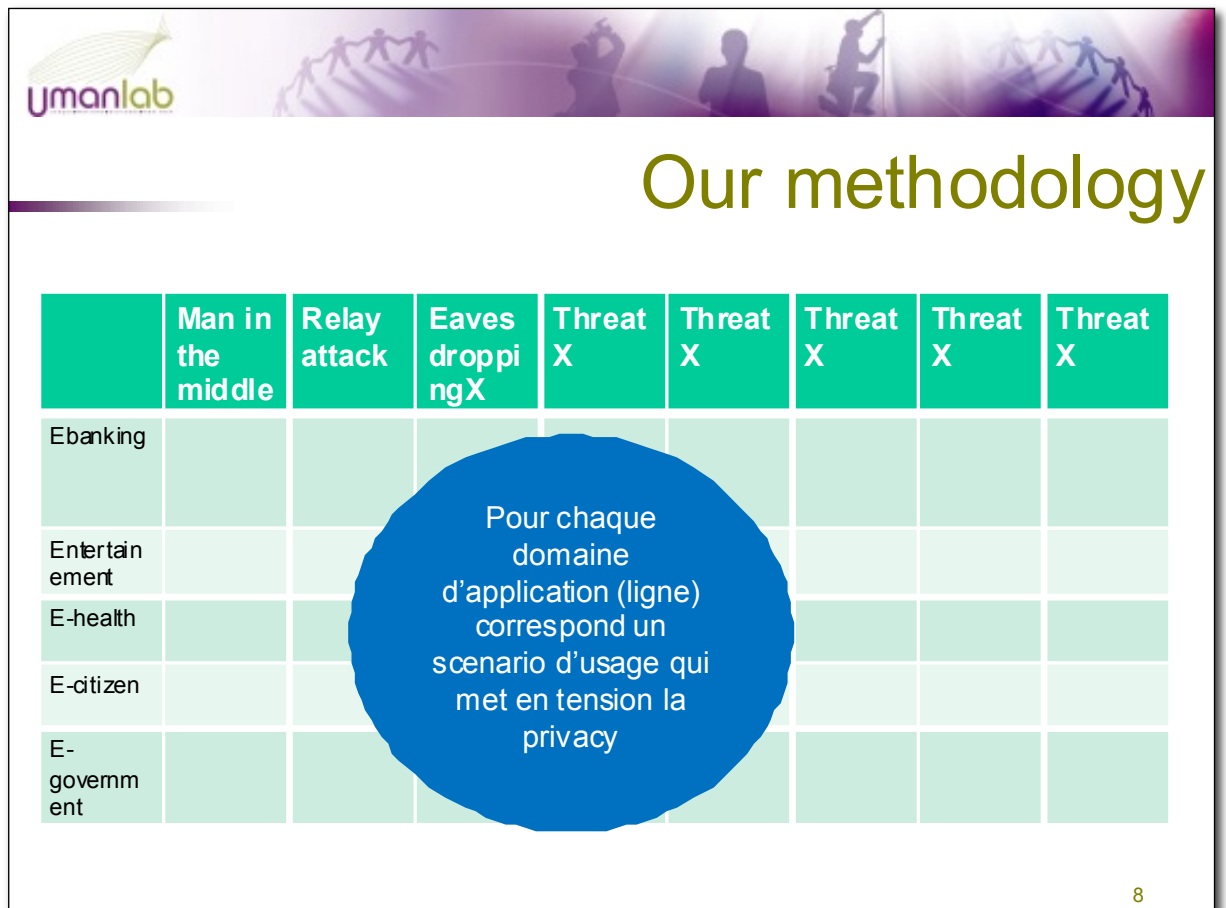 umanlab
Our methodology
Man in
the
middle
Relay
attack
Eaves
droppi
ngX
Threat
X
Threat
X
Threat
X
Threat
X
Threat
X
Ebanking
Entertain
ement
E-health
E-citizen
E-
governm
ent
Pour chaque
domaine
d’application (ligne)
correspond un
scenario d’usage qui
met en tension la
privacy
8